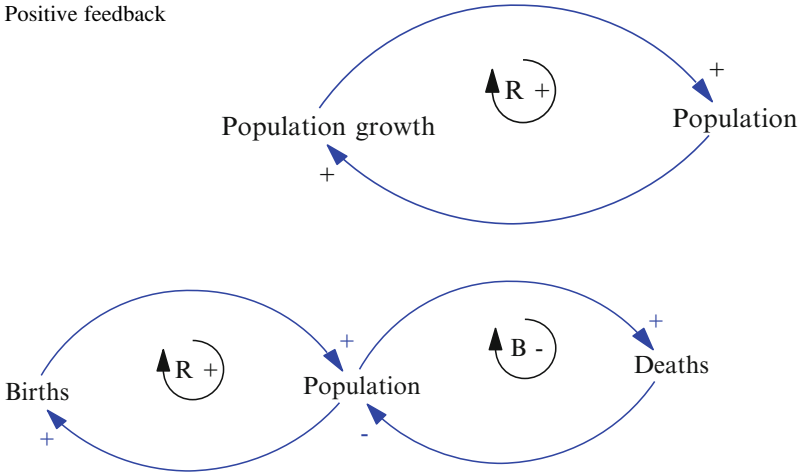 Positive feedback
+
R +
Population growth
Population
+
+
+
R +
B -
Births
Population
Deaths
+
-